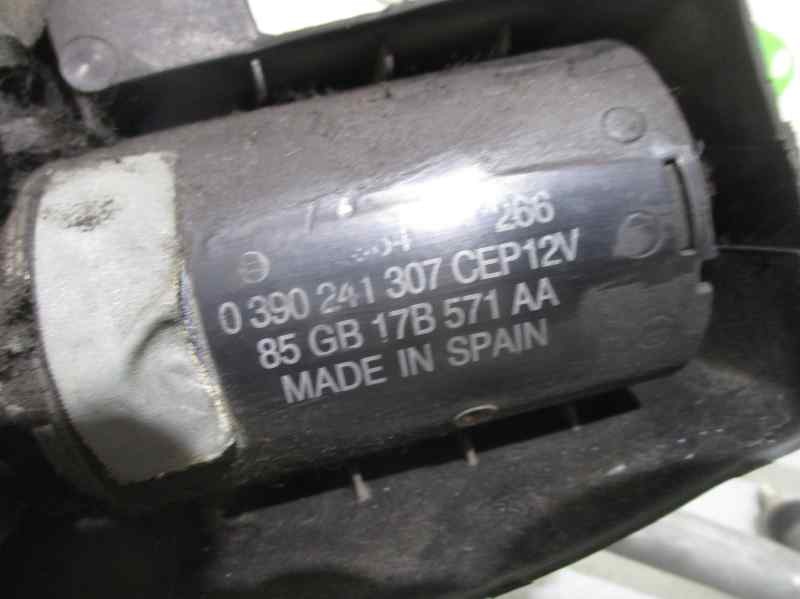 266
0 390 241 307 CEP12V
85 GB 17B 571 AA
MADE IN SPAIN